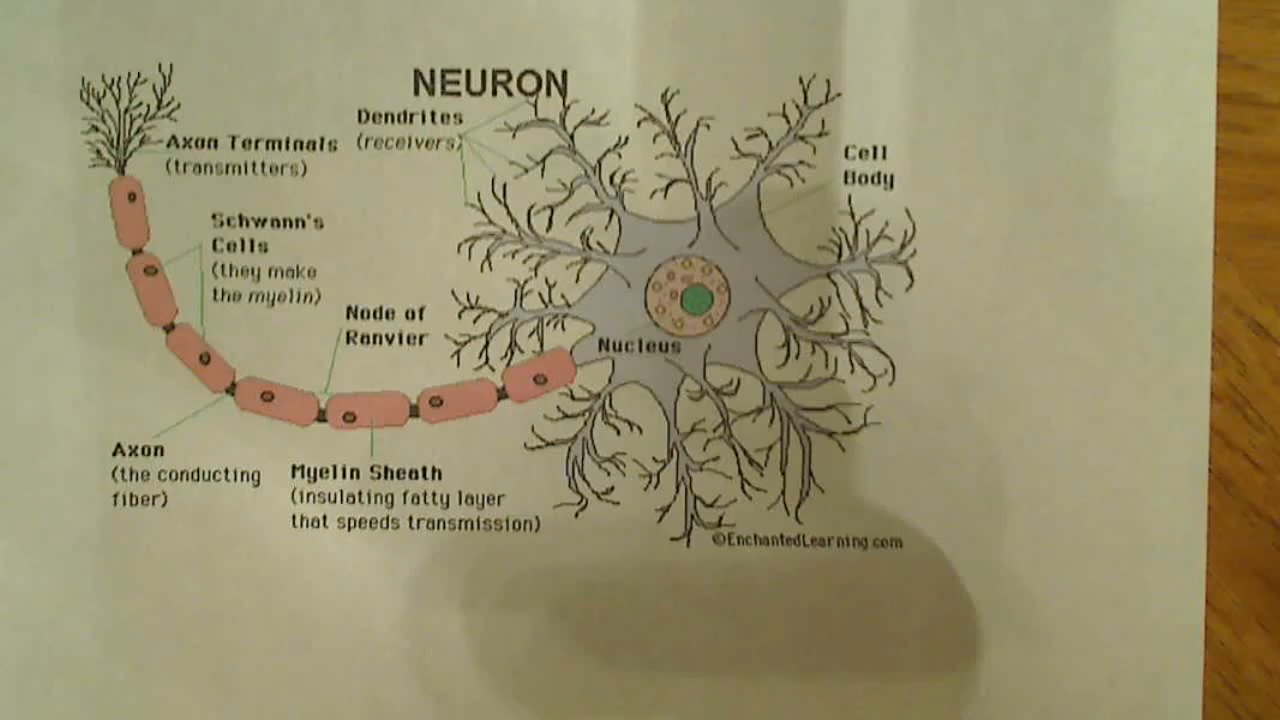 NEURON
Dendrites
(receivers)
Axon Terminals
(transmitters)
Cell
Body
Schwann's
Cells
(they make
the myelin)
Node of
Ranvier
Nucleus
Axon
(the conducting
fiber)
Myelin Sheath
(insulating fatty layer
that speeds transmission)
©EnchantedLearning.com